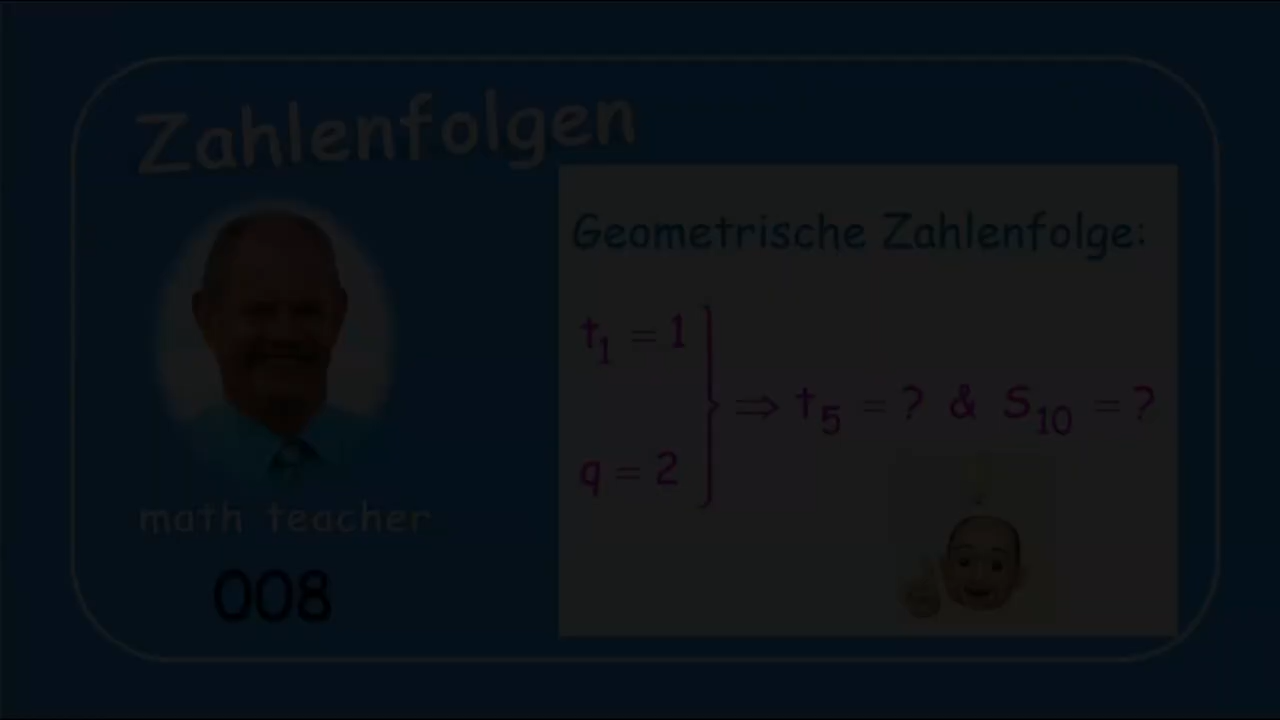 Zahlenfolgen
Geometrische Zahlenfolge:
t₁ = 1
q = 2
⇒ t₅ = ? & S₁₀ = ?
math teacher
008